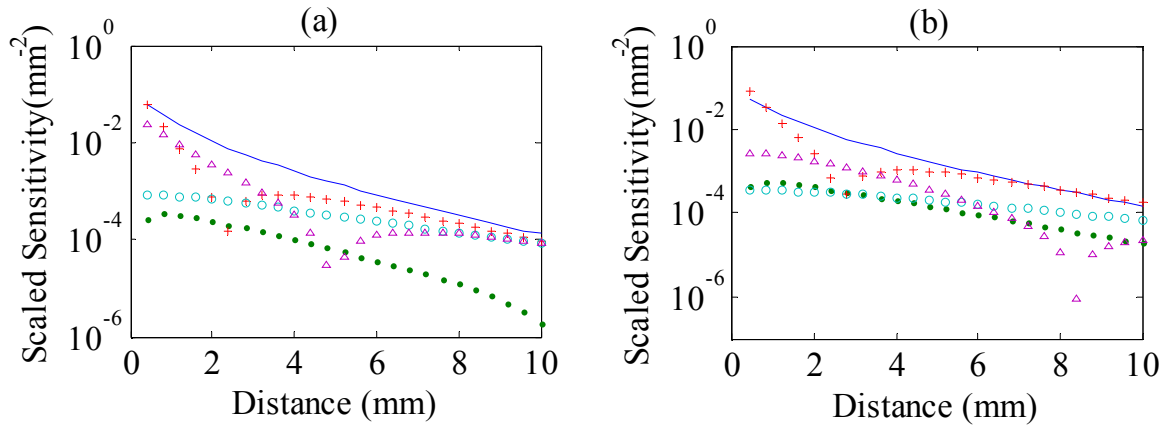 (a)
Scaled Sensitivity(mm-2)
10^0
10^-2
10^-4
10^-6
0 2 4 6 8 10
Distance (mm)
(b)
Scaled Sensitivity(mm-2)
10^0
10^-2
10^-4
10^-6
0 2 4 6 8 10
Distance (mm)